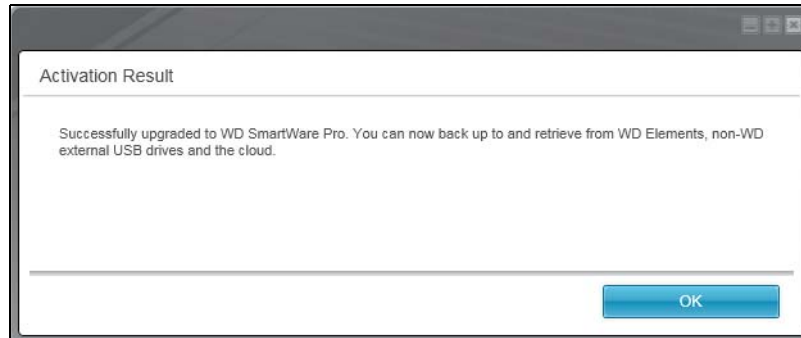 Activation Result
Successfully upgraded to WD SmartWare Pro. You can now back up to and retrieve from WD Elements, non-WD
external USB drives and the cloud.
OK